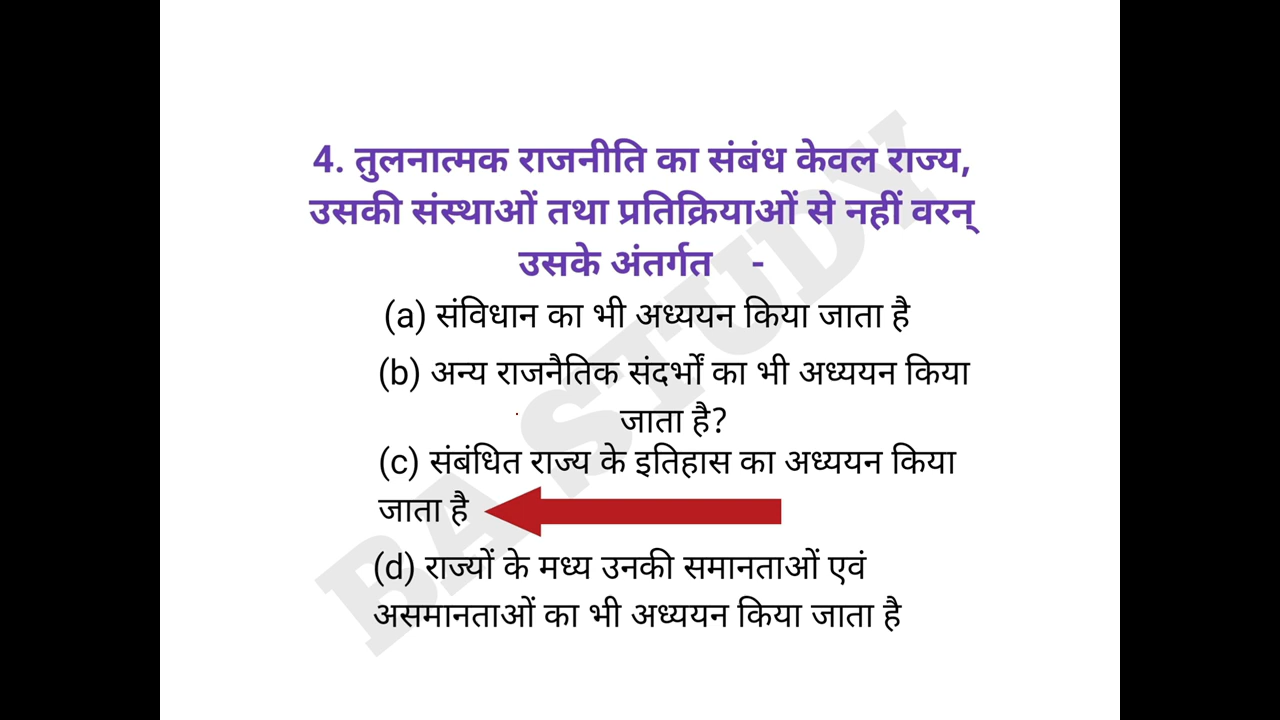 4. तुलनात्मक राजनीति का संबंध केवल राज्य,
उसकी संस्थाओं तथा प्रतिक्रियाओं से नहीं वरन्
उसके अंतर्गत -
(a) संविधान का भी अध्ययन किया जाता है
(b) अन्य राजनैतिक संदर्भों का भी अध्ययन किया
जाता है?
(c) संबंधित राज्य के इतिहास का अध्ययन किया
जाता है
(d) राज्यों के मध्य उनकी समानताओं एवं
असमानताओं का भी अध्ययन किया जाता है
BA STUDY